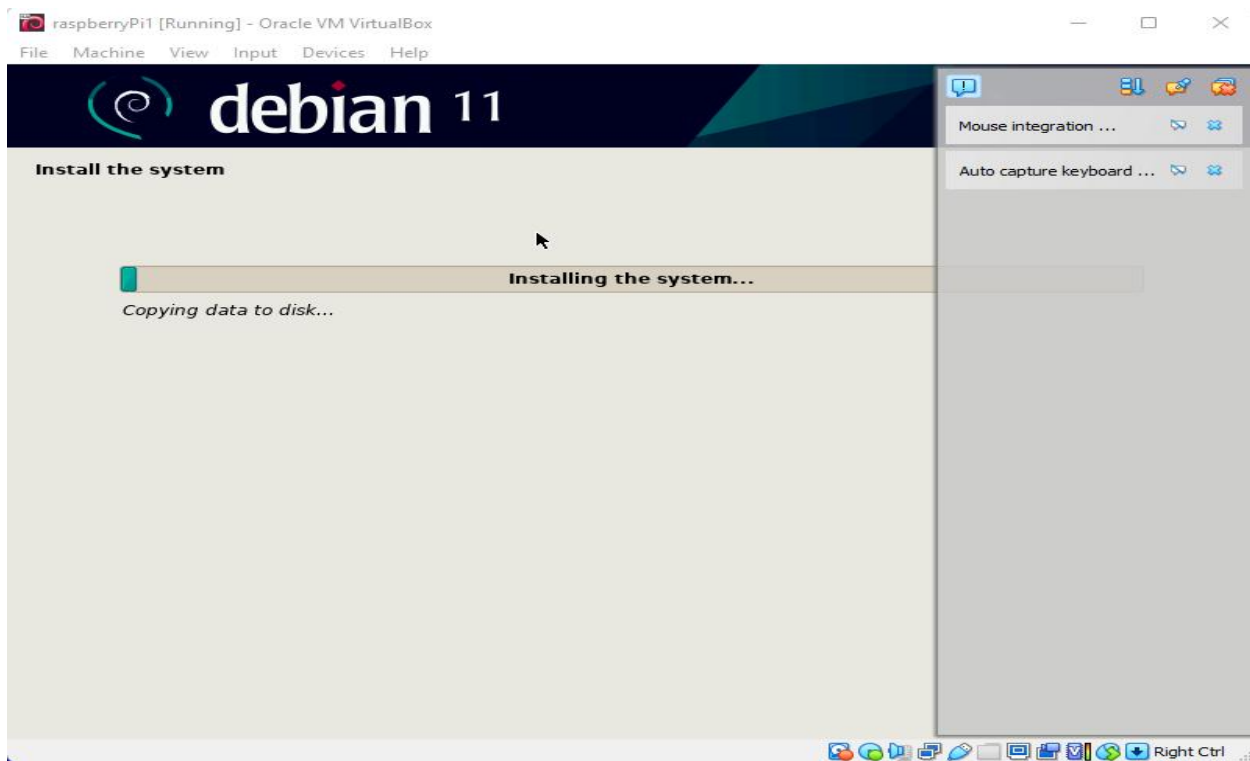 raspberryPi1 [Running] - Oracle VM VirtualBox
File Machine View Input Devices Help
debian 11
Mouse integration ...
Install the system
Auto capture keyboard ...
Installing the system...
Copying data to disk...
Right Ctrl